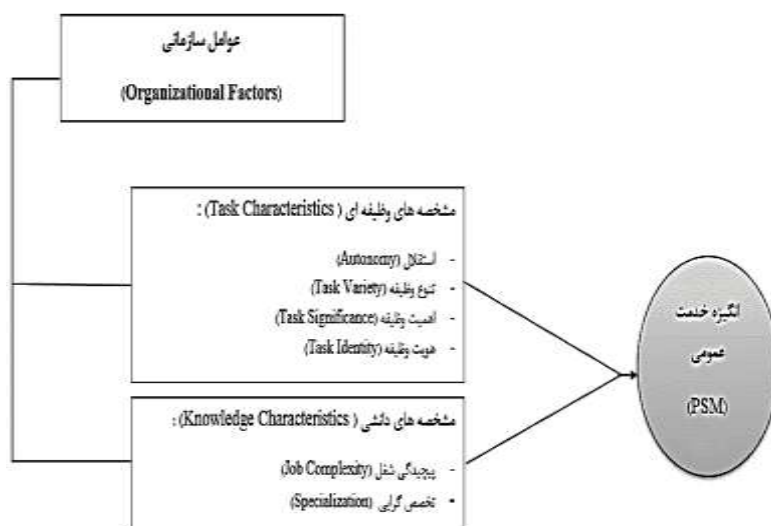 عوامل سازمانی
(Organizational Factors)
مشخصه های وظیفه ای ( Task Characteristics) :
- استقلال (Autonomy)
- تنوع وظیفه (Task Variety)
- اهمیت وظیفه (Task Significance)
- هویت وظیفه (Task Identity)
مشخصه های دانشی ( Knowledge Characteristics) :
- پیچیدگی شغل (Job Complexity)
- تخصص گرایی (Specialization)
انگیزه خدمت
عمومی
(PSM)